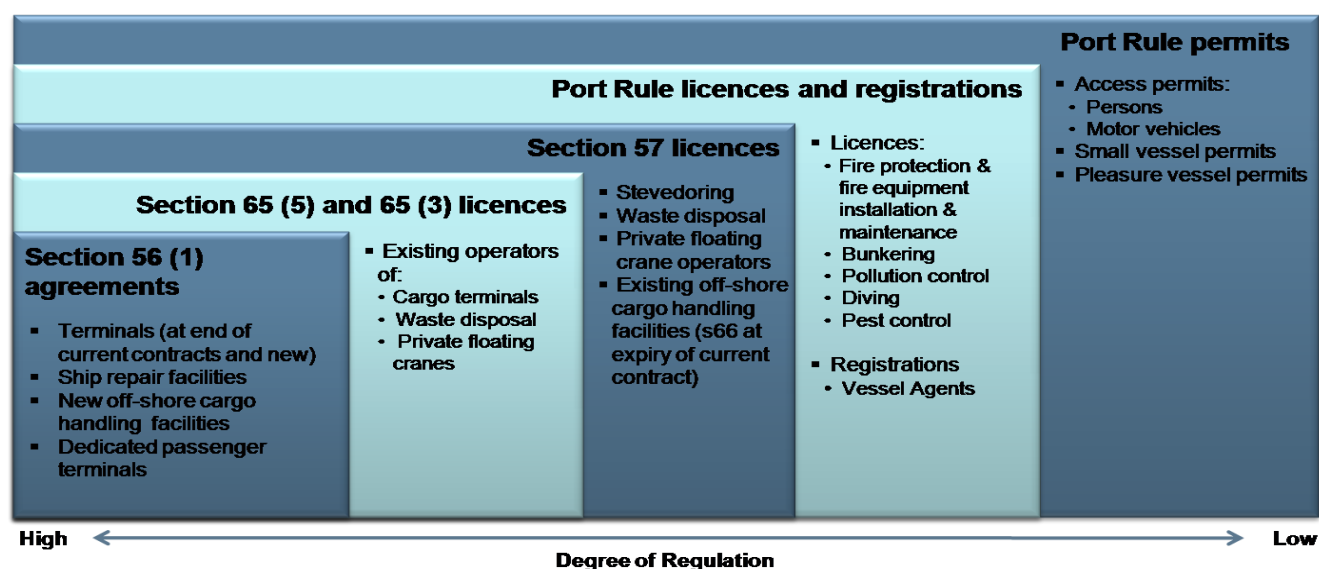 Port Rule permits
▪ Access permits:
• Persons
• Motor vehicles
▪ Small vessel permits
▪ Pleasure vessel permits
Port Rule licences and registrations
▪ Licences:
• Fire protection &
fire equipment
installation &
maintenance
• Bunkering
• Pollution control
• Diving
• Pest control
▪ Registrations
• Vessel Agents
Section 57 licences
▪ Stevedoring
▪ Waste disposal
▪ Private floating
crane operators
▪ Existing off-shore
cargo handling
facilities (s66 at
expiry of current
contract)
Section 65 (5) and 65 (3) licences
▪ Existing operators
of:
• Cargo terminals
• Waste disposal
• Private floating
cranes
Section 56 (1)
agreements
▪ Terminals (at end of
current contracts and new)
▪ Ship repair facilities
▪ New off-shore cargo
handling facilities
▪ Dedicated passenger
terminals
High
Low
Degree of Regulation